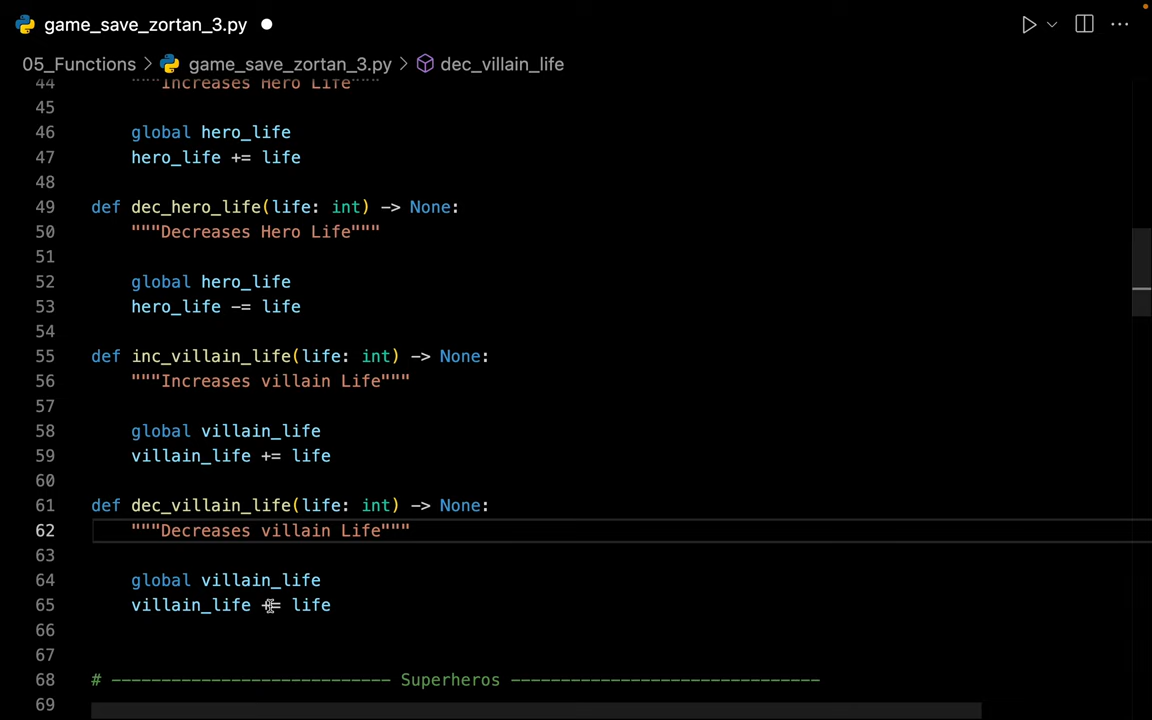 game_save_zortan_3.py
05_Functions > game_save_zortan_3.py > dec_villain_life
44 """Increases Hero Life"""
45
46 global hero_life
47 hero_life += life
48
49 def dec_hero_life(life: int) -> None:
50 """Decreases Hero Life"""
51
52 global hero_life
53 hero_life -= life
54
55 def inc_villain_life(life: int) -> None:
56 """Increases villain Life"""
57
58 global villain_life
59 villain_life += life
60
61 def dec_villain_life(life: int) -> None:
62 """Decreases villain Life"""
63
64 global villain_life
65 villain_life += life
66
67
68 # ---------------------------- Superheros -------------------------------
69